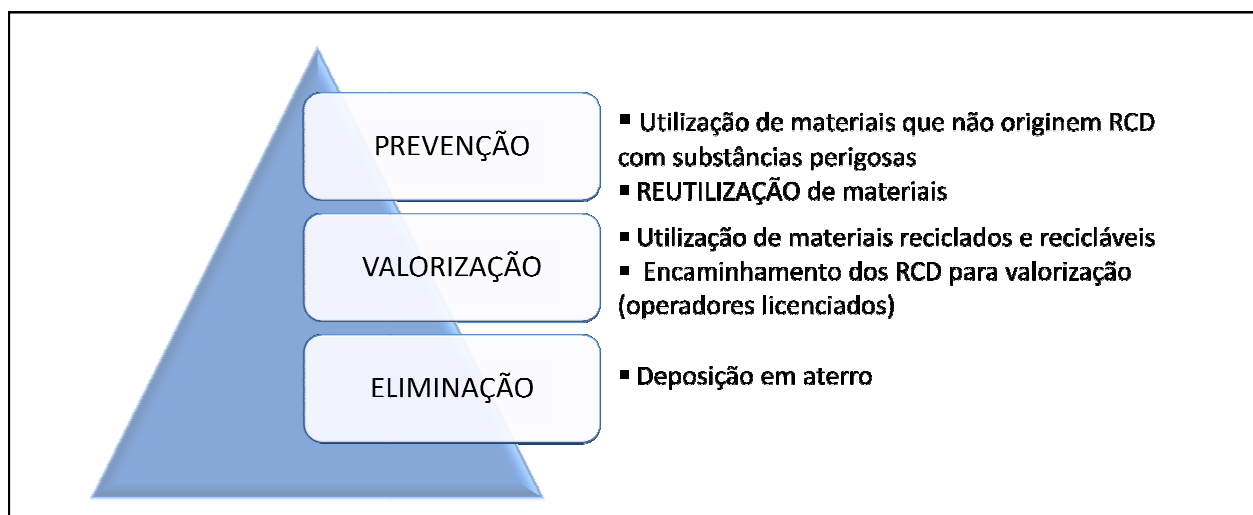 PREVENÇÃO
▪ Utilização de materiais que não originem RCD
com substâncias perigosas
▪ REUTILIZAÇÃO de materiais
VALORIZAÇÃO
▪ Utilização de materiais reciclados e recicláveis
▪ Encaminhamento dos RCD para valorização
(operadores licenciados)
ELIMINAÇÃO
▪ Deposição em aterro